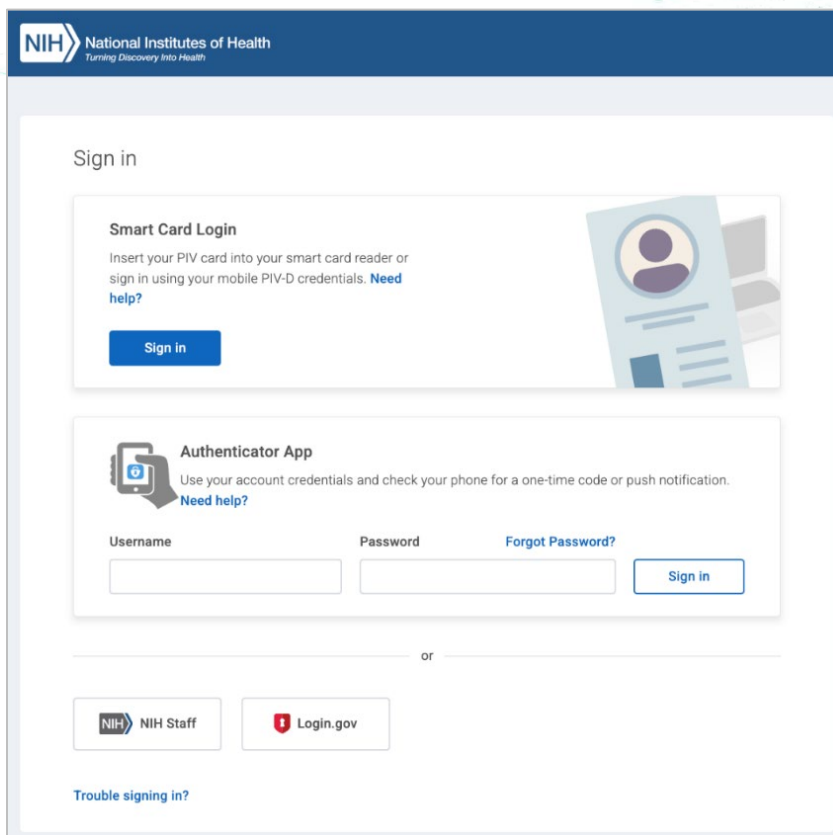 NIH National Institutes of Health
Turning Discovery Into Health
Sign in
Smart Card Login
Insert your PIV card into your smart card reader or
sign in using your mobile PIV-D credentials. Need
help?
Sign in
Authenticator App
Use your account credentials and check your phone for a one-time code or push notification.
Need help?
Username Password Forgot Password?
Sign in
or
NIH NIH Staff Login.gov
Trouble signing in?